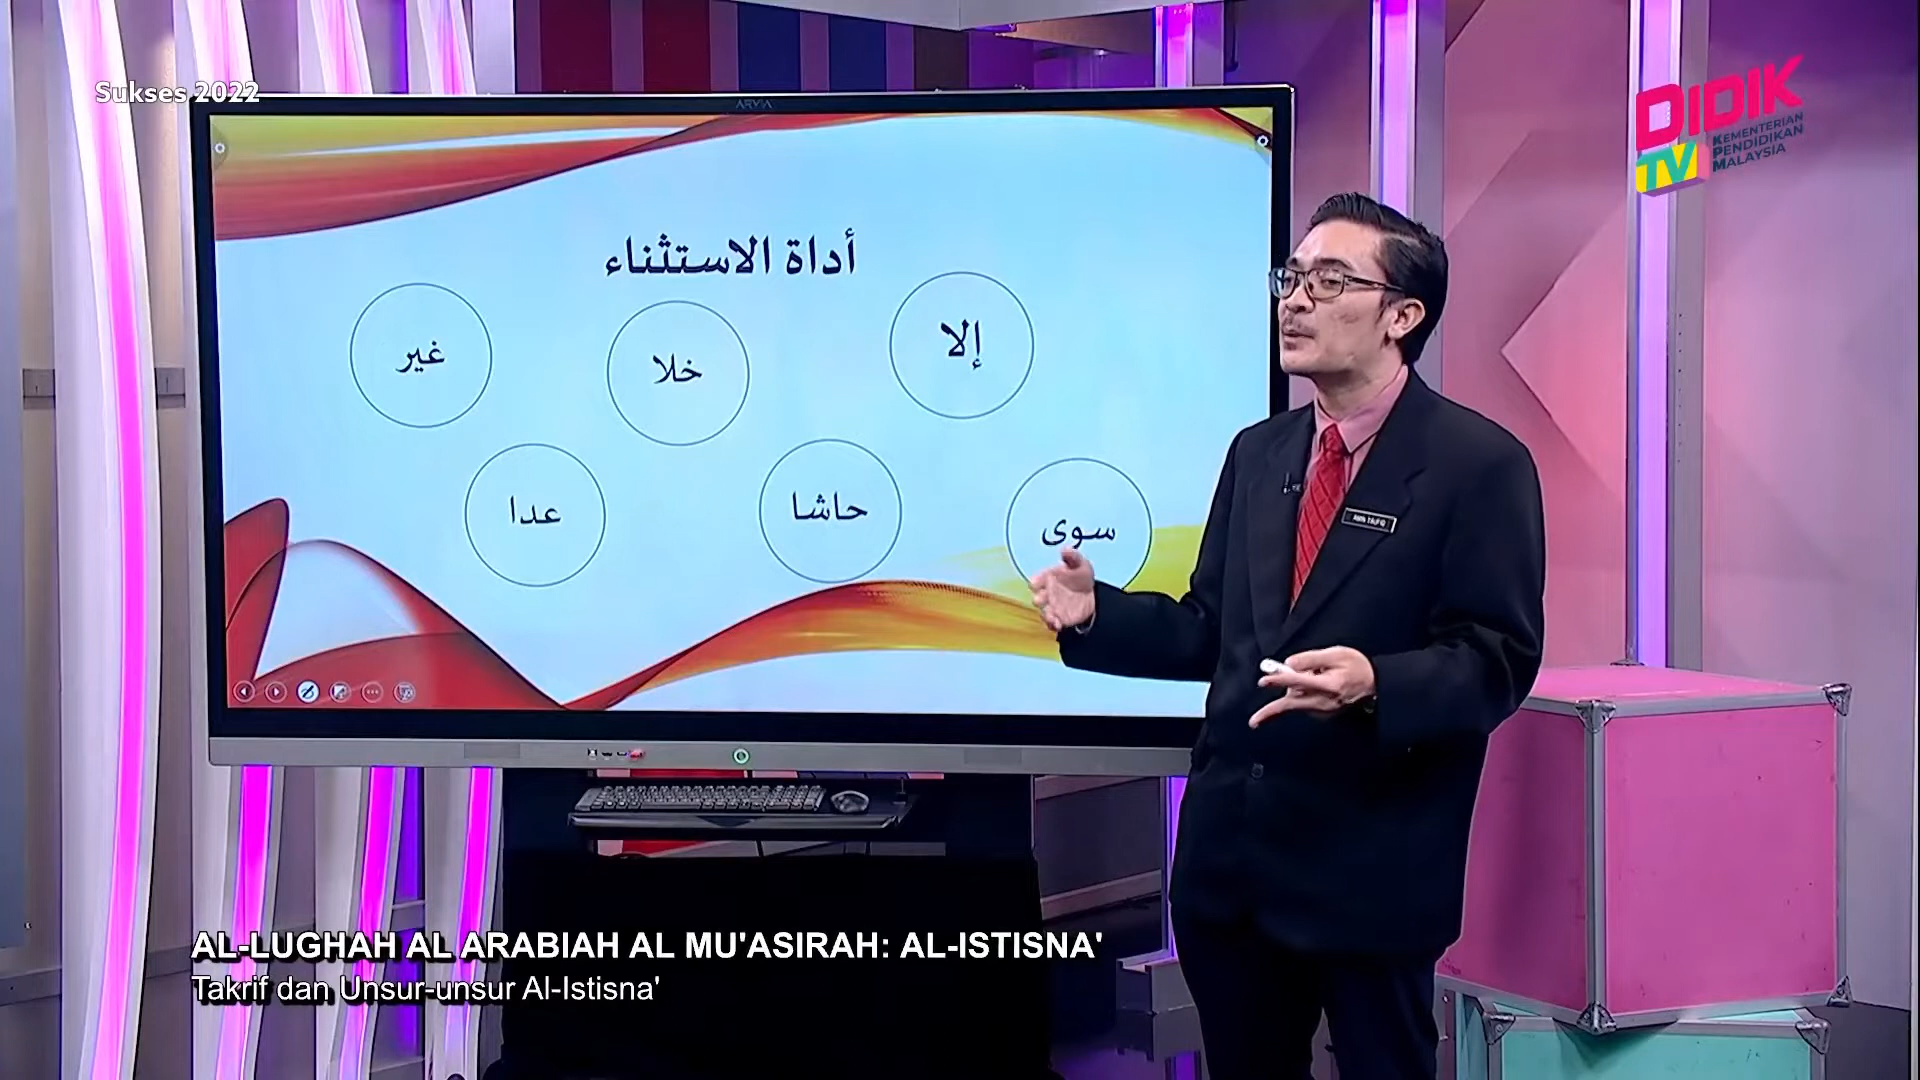 Sukses 2022
ARVIA
DIDIK
TV
KEMENTERIAN
PENDIDIKAN
MALAYSIA
أداة الاستثناء
إلا
خلا
غير
سوى
حاشا
عدا
AL-LUGHAH AL ARABIAH AL MU'ASIRAH: AL-ISTISNA'
Takrif dan Unsur-unsur Al-Istisna'